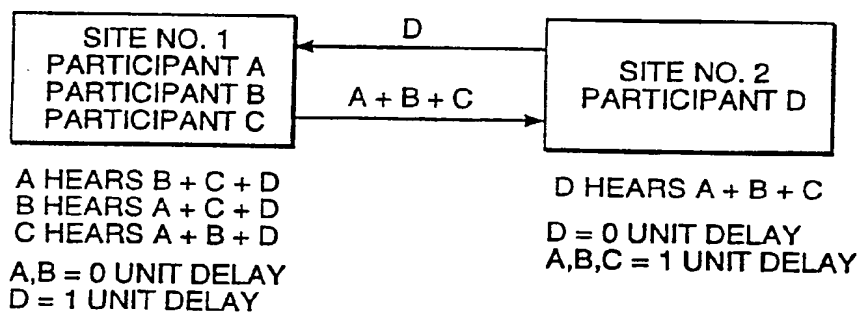 SITE NO. 1
PARTICIPANT A
PARTICIPANT B
PARTICIPANT C
D
A + B + C
SITE NO. 2
PARTICIPANT D
A HEARS B + C + D
B HEARS A + C + D
C HEARS A + B + D
A,B = 0 UNIT DELAY
D = 1 UNIT DELAY
D HEARS A + B + C
D = 0 UNIT DELAY
A,B,C = 1 UNIT DELAY